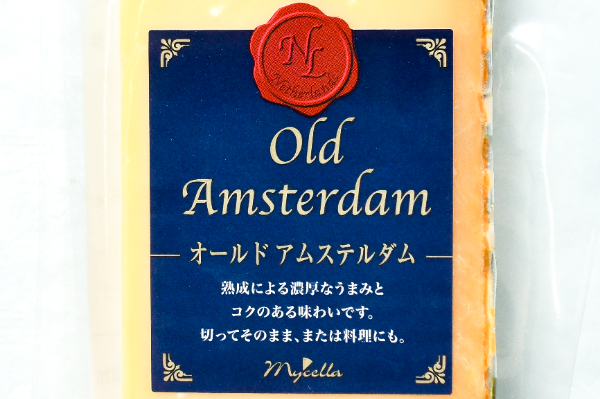 NL
Netherlands
Old
Amsterdam
オールド アムステルダム
熟成による濃厚なうまみと
コクのある味わいです。
切ってそのまま、または料理にも。
Mycella